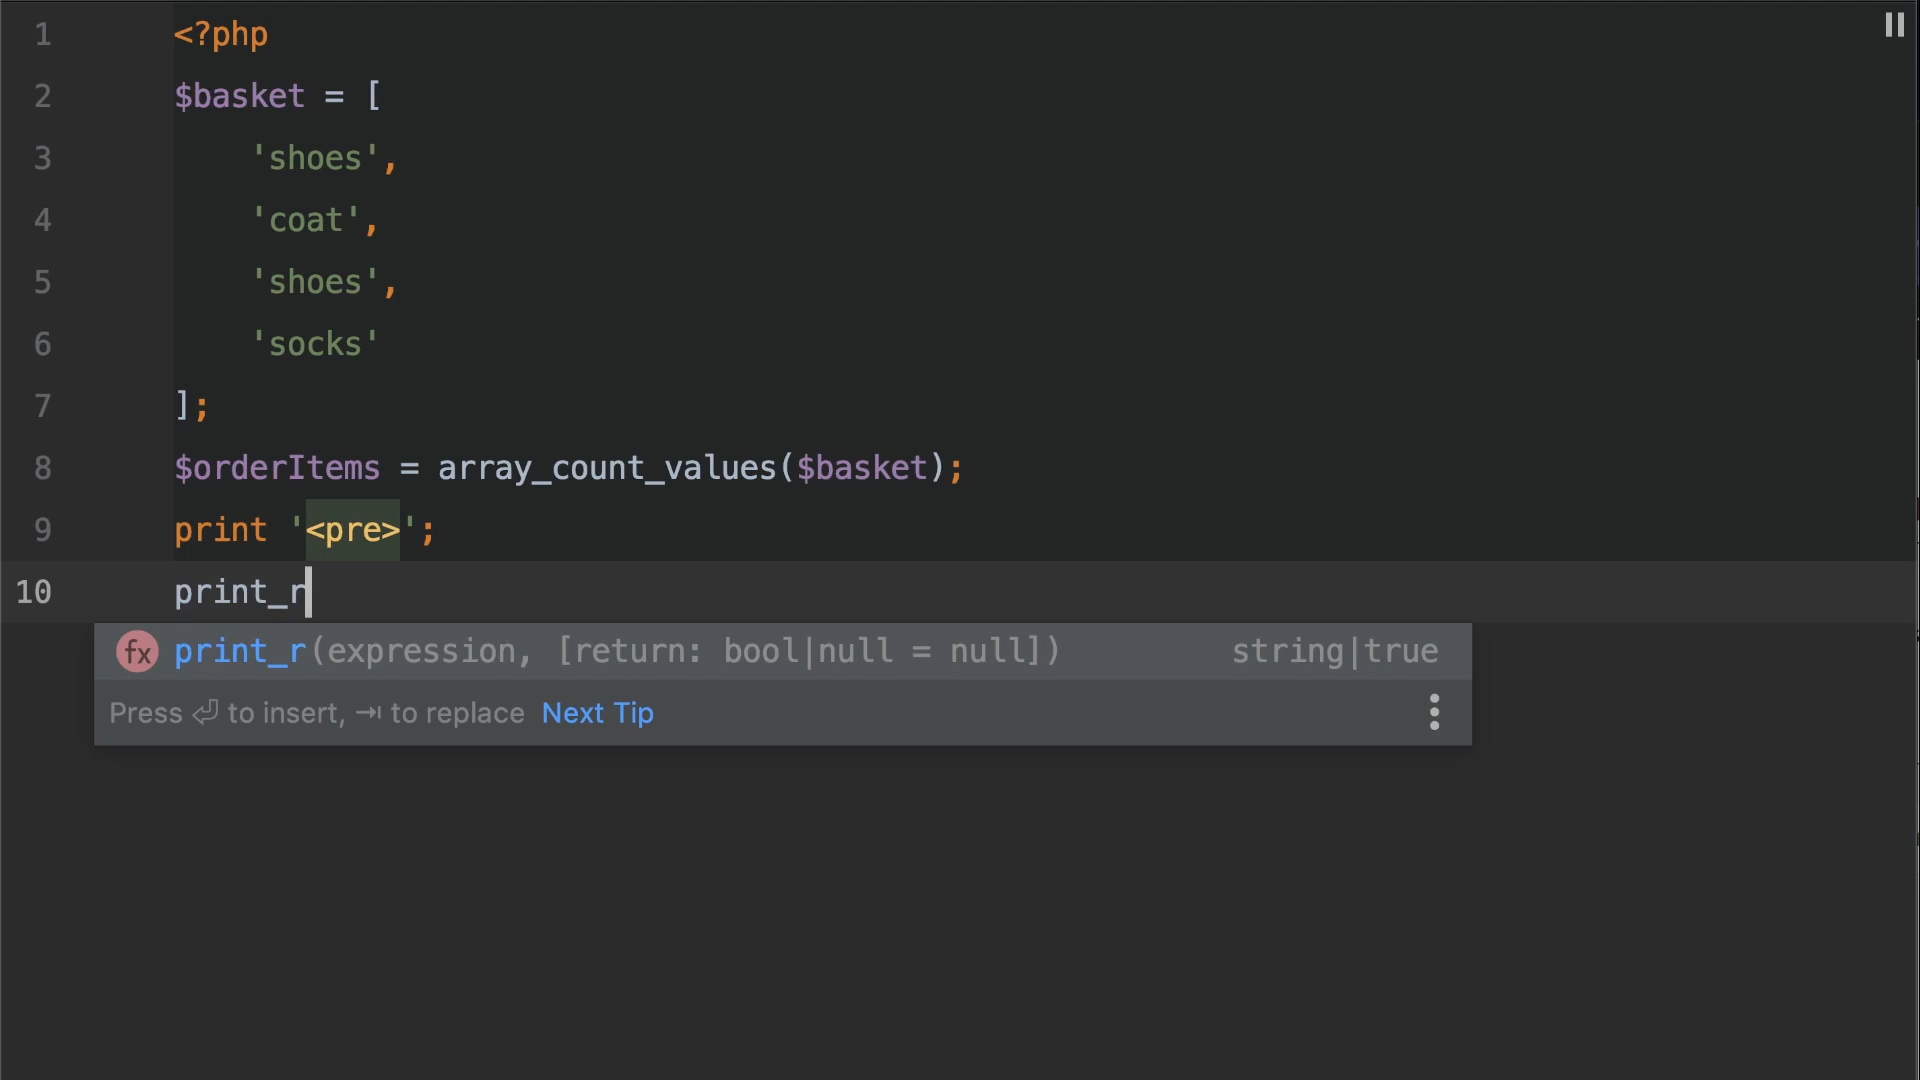 1 <?php
2 $basket = [
3 'shoes',
4 'coat',
5 'shoes',
6 'socks'
7 ];
8 $orderItems = array_count_values($basket);
9 print '<pre>';
10 print_r
fx print_r(expression, [return: bool|null = null]) string|true
Press ⏎ to insert, ⇥ to replace Next Tip